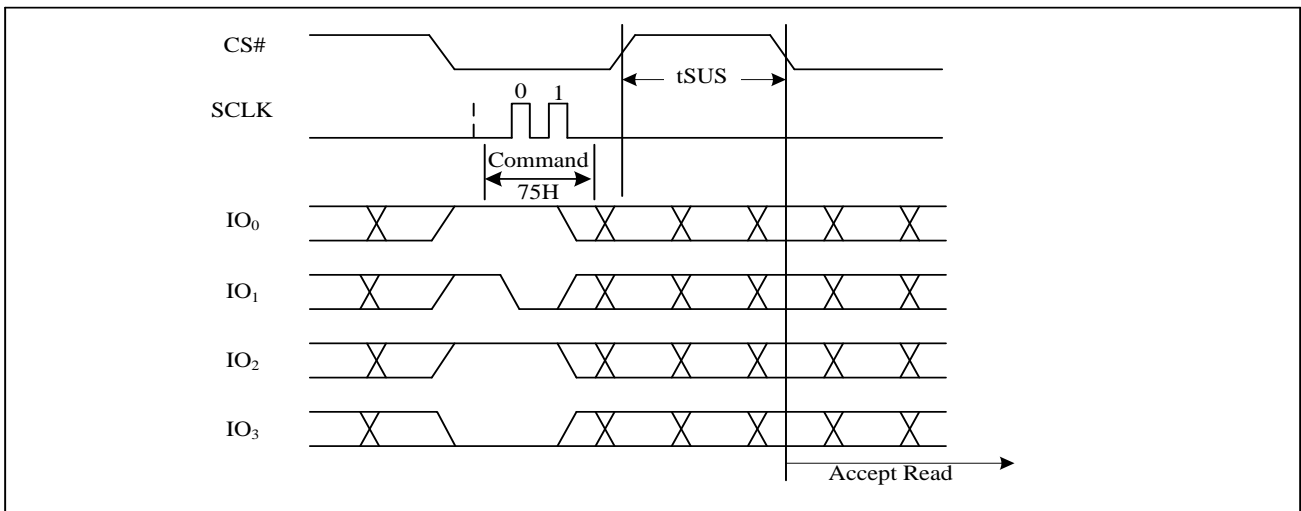 CS#
tSUS
SCLK
0 1
Command
75H
IO₀
IO₁
IO₂
IO₃
Accept Read